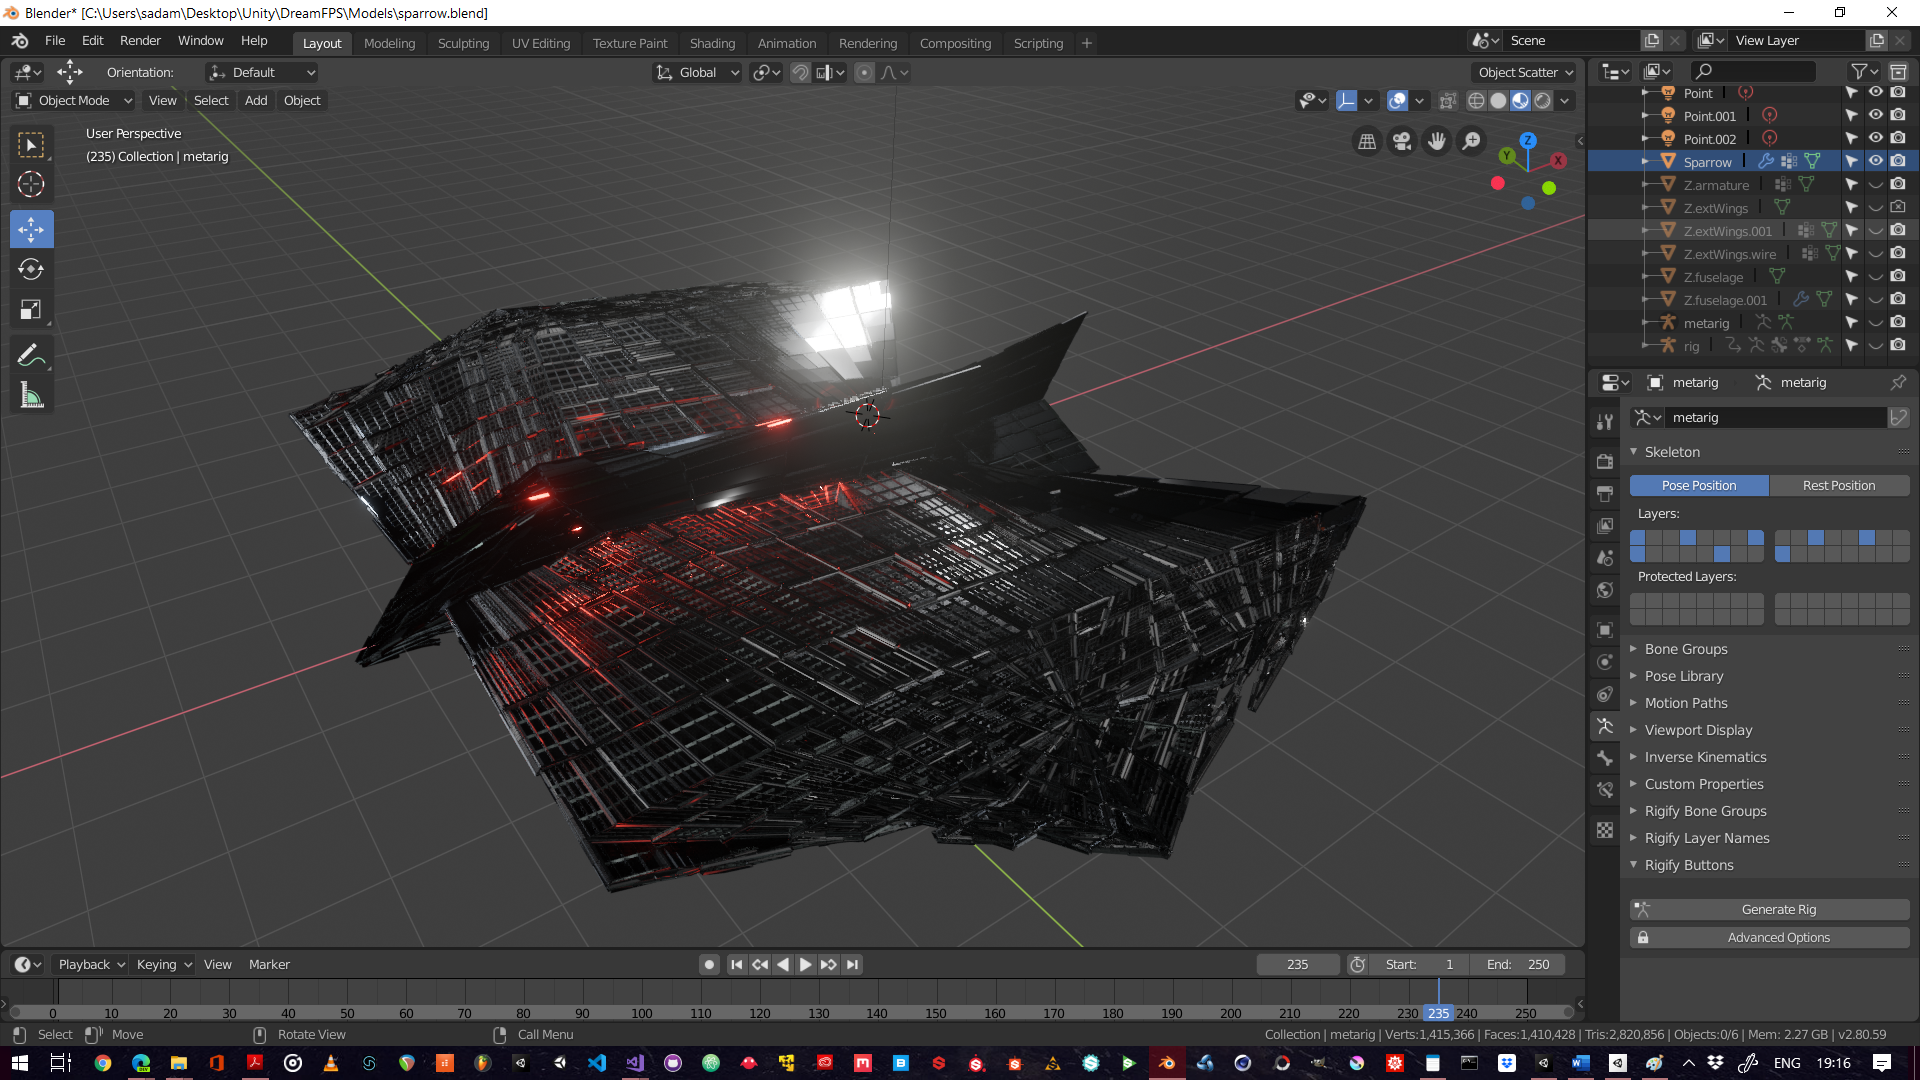 Blender* [C:\Users\sadam\Desktop\Unity\DreamFPS\Models\sparrow.blend]
File Edit Render Window Help
Layout Modeling Sculpting UV Editing Texture Paint Shading Animation Rendering Compositing Scripting +
Scene
View Layer
Orientation: Default
Global
Object Scatter
Object Mode View Select Add Object
User Perspective
(235) Collection | metarig
Z
Y
X
Point
Point.001
Point.002
Sparrow
Z.armature
Z.extWings
Z.extWings.001
Z.extWings.wire
Z.fuselage
Z.fuselage.001
metarig
rig
metarig metarig
metarig
Skeleton
Pose Position Rest Position
Layers:
Protected Layers:
Bone Groups
Pose Library
Motion Paths
Viewport Display
Inverse Kinematics
Custom Properties
Rigify Bone Groups
Rigify Layer Names
Rigify Buttons
Generate Rig
Advanced Options
Playback Keying View Marker
235 Start: 1 End: 250
0 10 20 30 40 50 60 70 80 90 100 110 120 130 140 150 160 170 180 190 200 210 220 230 235 240 250
Select Move Rotate View Call Menu
Collection | metarig | Verts:1,415,366 | Faces:1,410,428 | Tris:2,820,856 | Objects:0/6 | Mem: 2.27 GB | v2.80.59
ENG 19:16